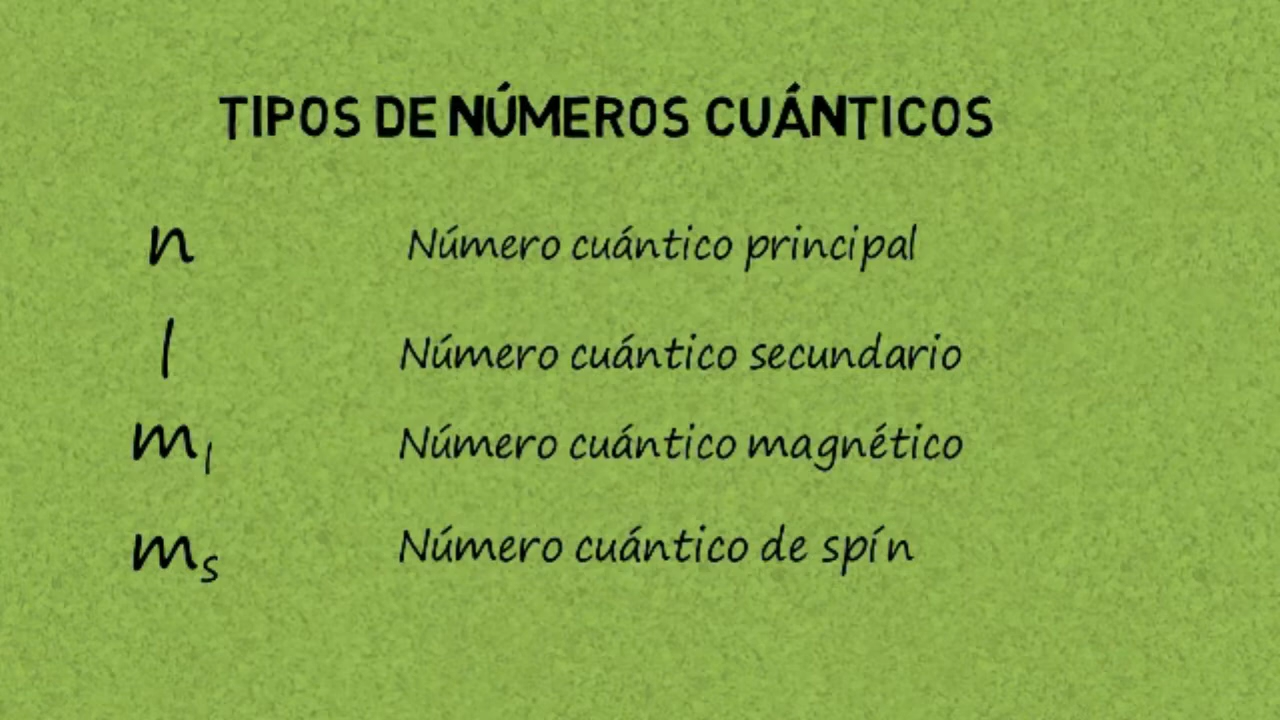 TIPOS DE NÚMEROS CUÁNTICOS
n Número cuántico principal
l Número cuántico secundario
ml Número cuántico magnético
ms Número cuántico de spín